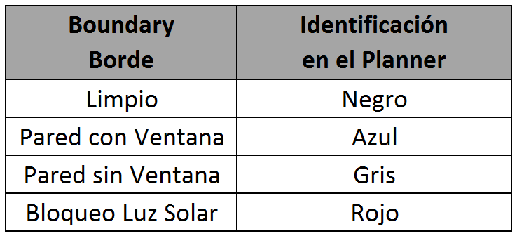 Boundary Identificación
Borde en el Planner
Limpio Negro
Pared con Ventana Azul
Pared sin Ventana Gris
Bloqueo Luz Solar Rojo